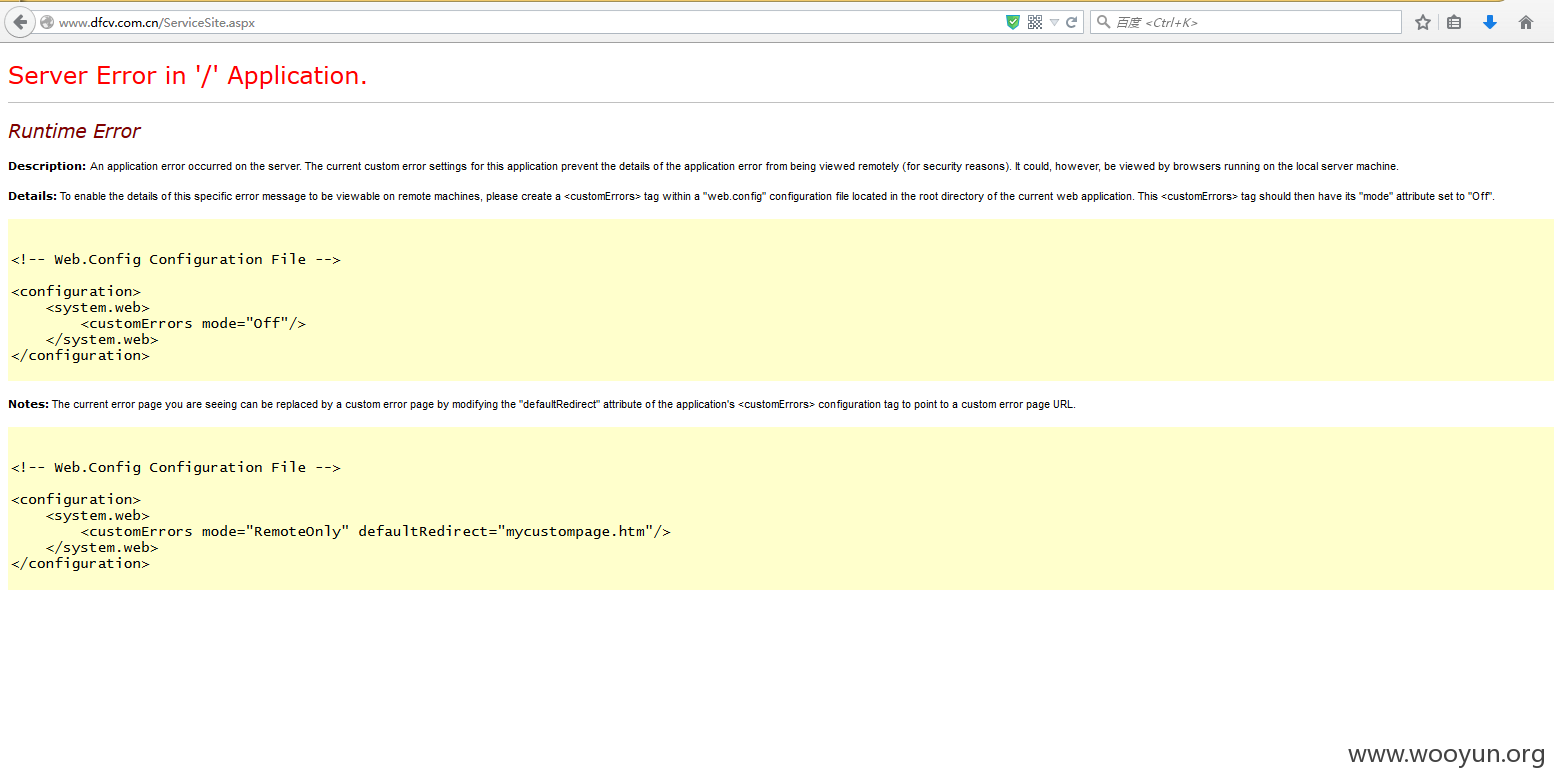 www.dfcv.com.cn/ServiceSite.aspx
百度 <Ctrl+K>
Server Error in '/' Application.
Runtime Error
Description: An application error occurred on the server. The current custom error settings for this application prevent the details of the application error from being viewed remotely (for security reasons). It could, however, be viewed by browsers running on the local server machine.
Details: To enable the details of this specific error message to be viewable on remote machines, please create a <customErrors> tag within a "web.config" configuration file located in the root directory of the current web application. This <customErrors> tag should then have its "mode" attribute set to "Off".
<!-- Web.Config Configuration File -->
<configuration>
    <system.web>
        <customErrors mode="Off"/>
    </system.web>
</configuration>
Notes: The current error page you are seeing can be replaced by a custom error page by modifying the "defaultRedirect" attribute of the application's <customErrors> configuration tag to point to a custom error page URL.
<!-- Web.Config Configuration File -->
<configuration>
    <system.web>
        <customErrors mode="RemoteOnly" defaultRedirect="mycustompage.htm"/>
    </system.web>
</configuration>
www.wooyun.org